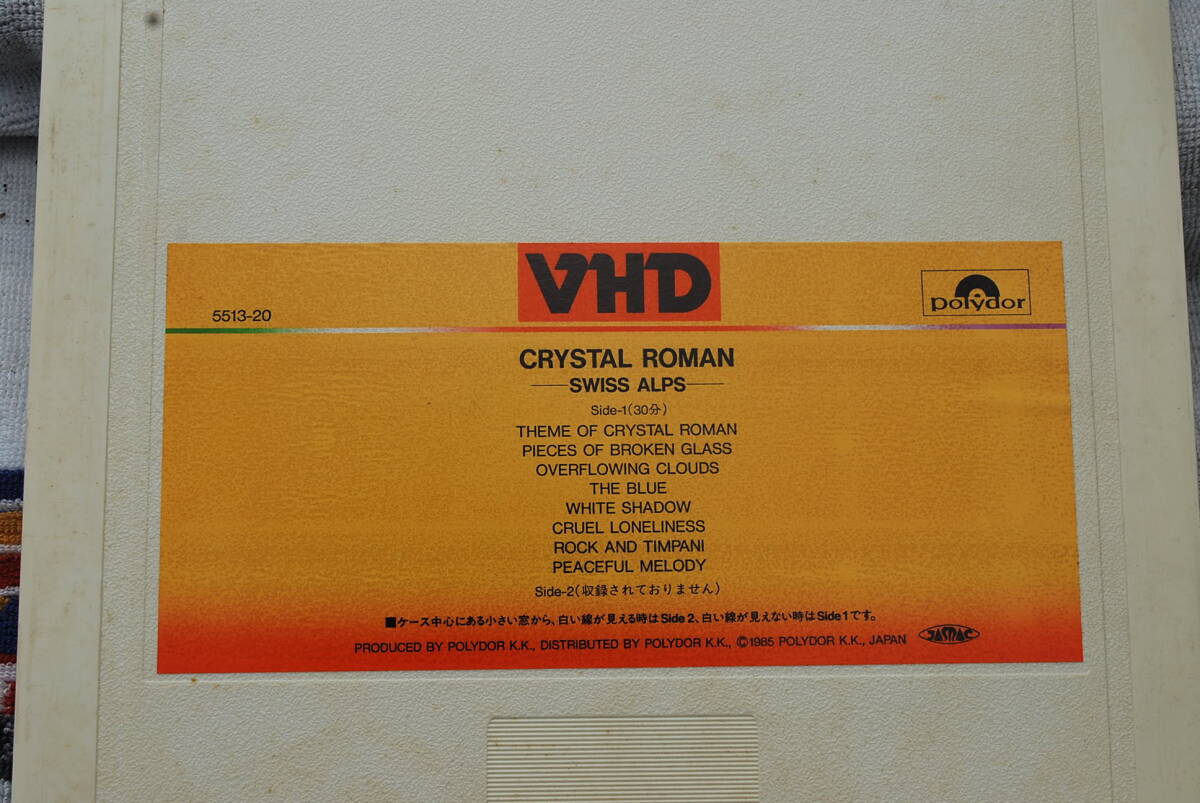 VHD
polydor
5513-20
CRYSTAL ROMAN
SWISS ALPS
Side-1(30分)
THEME OF CRYSTAL ROMAN
PIECES OF BROKEN GLASS
OVERFLOWING CLOUDS
THE BLUE
WHITE SHADOW
CRUEL LONELINESS
ROCK AND TIMPANI
PEACEFUL MELODY
Side-2(収録されておりません)
■ケース中心にある小さい窓から、白い線が見える時はSide 2、白い線が見えない時はSide 1です。
PRODUCED BY POLYDOR K.K., DISTRIBUTED BY POLYDOR K.K., ©1985 POLYDOR K.K., JAPAN JASRAC